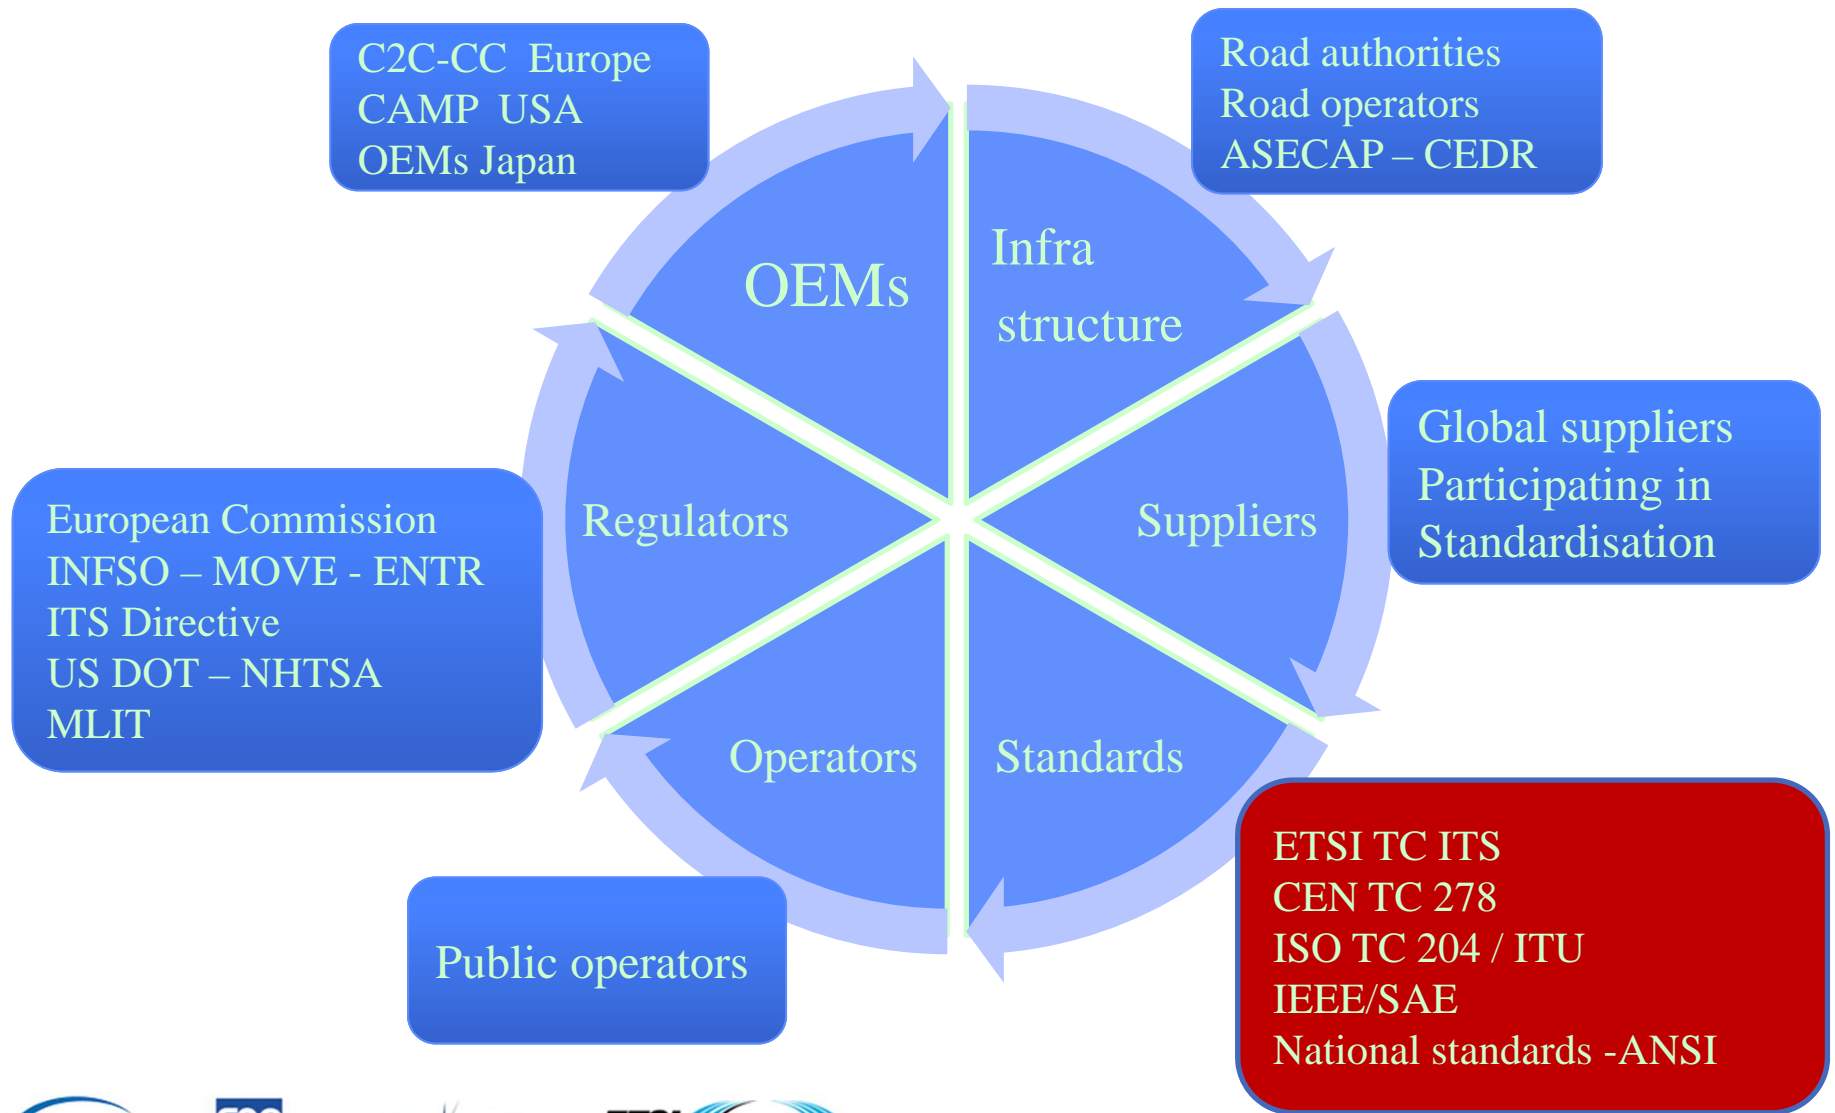 C2C-CC Europe
CAMP USA
OEMs Japan
Road authorities
Road operators
ASECAP – CEDR
OEMs
Infra
structure
Global suppliers
Participating in
Standardisation
European Commission
INFSO – MOVE - ENTR
ITS Directive
US DOT – NHTSA
MLIT
Regulators
Suppliers
Operators
Standards
Public operators
ETSI TC ITS
CEN TC 278
ISO TC 204 / ITU
IEEE/SAE
National standards -ANSI